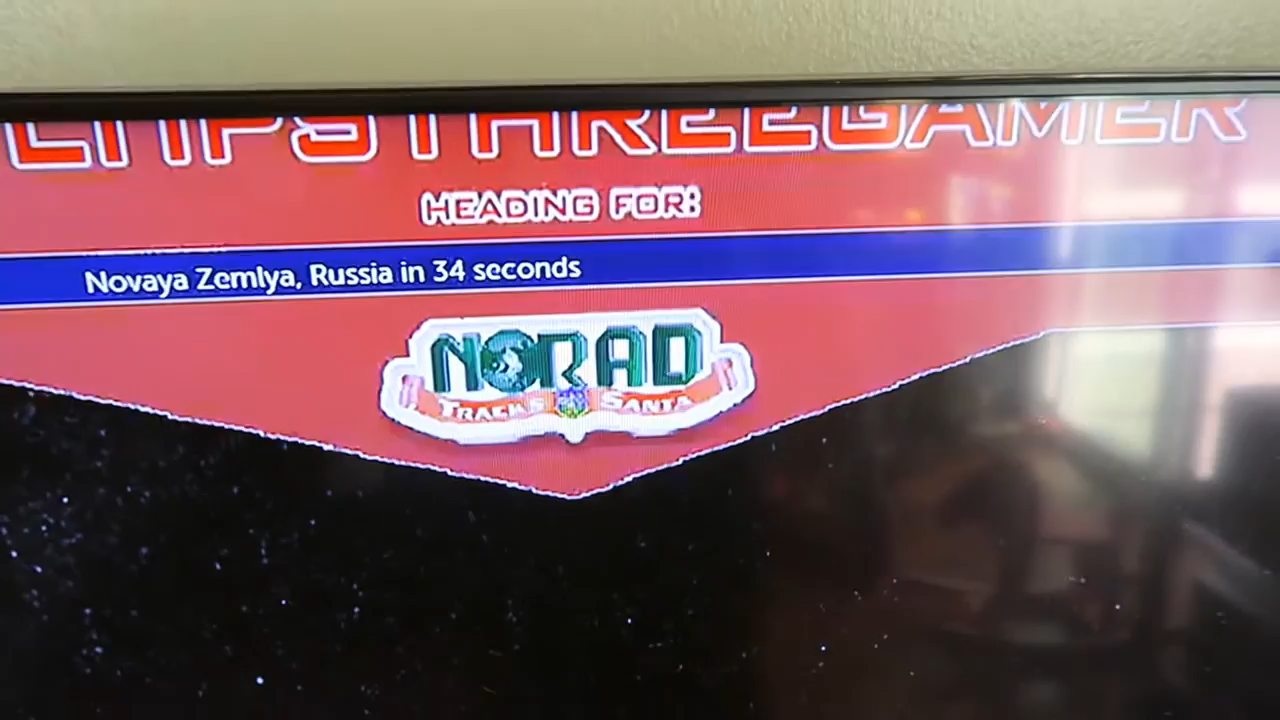 HEADING FOR:
Novaya Zemlya, Russia in 34 seconds
NORAD
TRACKS SANTA